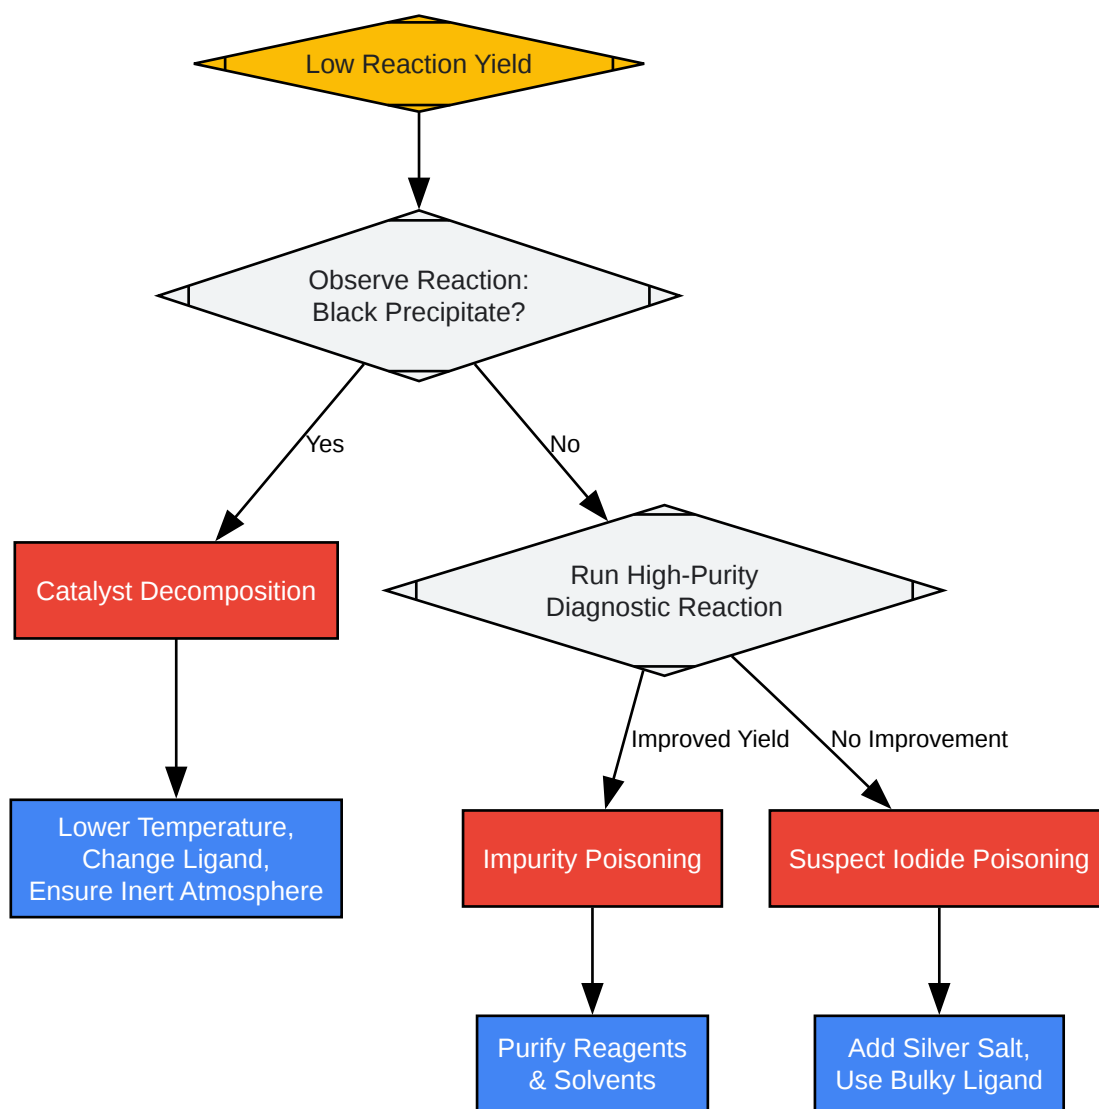 Low Reaction Yield
Observe Reaction:
Black Precipitate?
Yes
No
Catalyst Decomposition
Run High-Purity
Diagnostic Reaction
Improved Yield
No Improvement
Lower Temperature,
Change Ligand,
Ensure Inert Atmosphere
Impurity Poisoning
Suspect Iodide Poisoning
Purify Reagents
& Solvents
Add Silver Salt,
Use Bulky Ligand